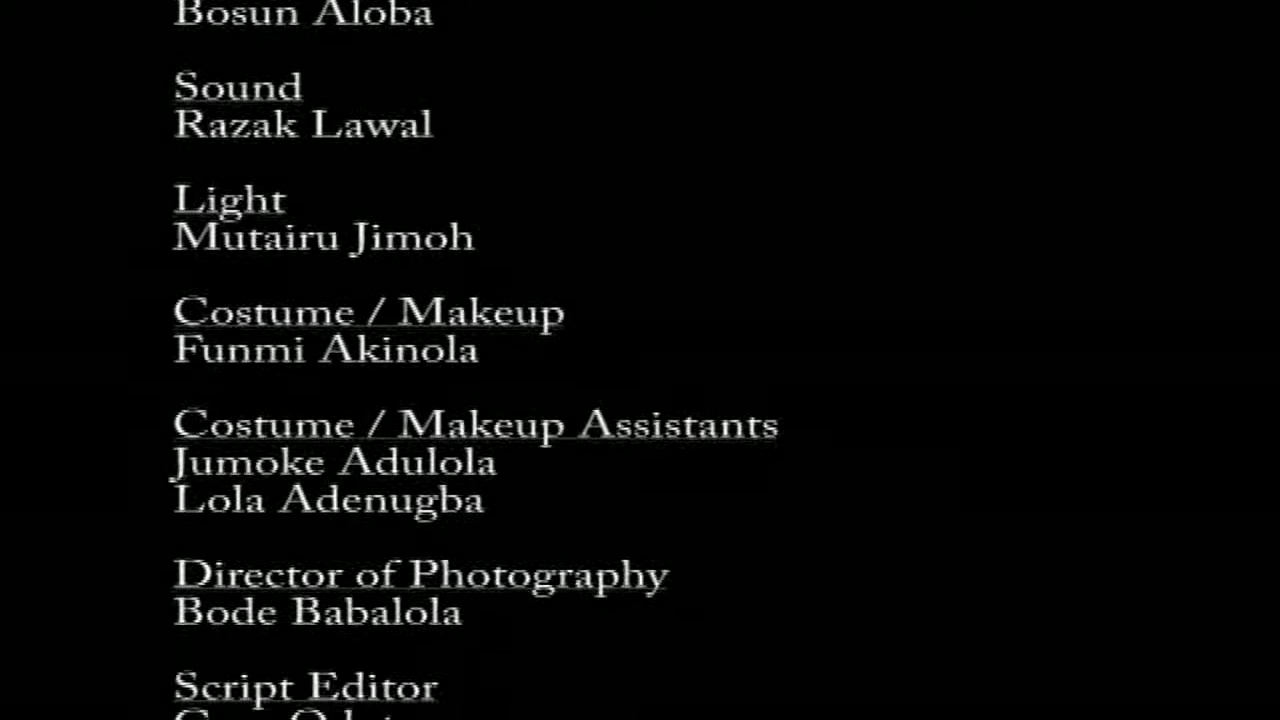 Bosun Aloba
Sound
Razak Lawal
Light
Mutairu Jimoh
Costume / Makeup
Funmi Akinola
Costume / Makeup Assistants
Jumoke Adulola
Lola Adenugba
Director of Photography
Bode Babalola
Script Editor